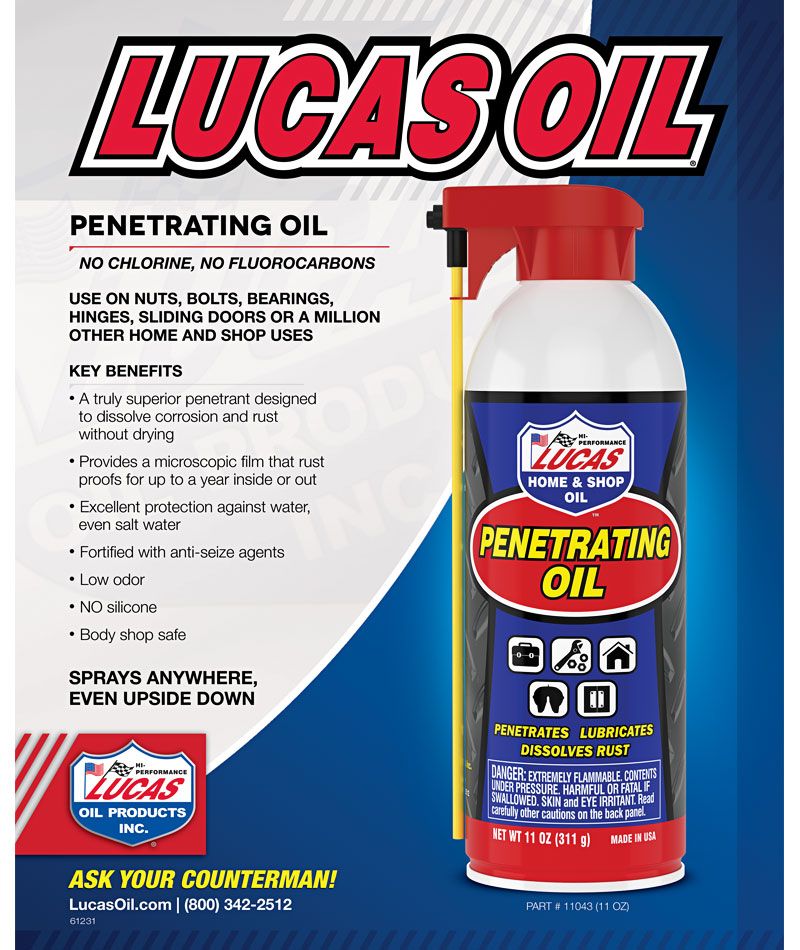 LUCAS OIL
PENETRATING OIL
NO CHLORINE, NO FLUOROCARBONS
USE ON NUTS, BOLTS, BEARINGS,
HINGES, SLIDING DOORS OR A MILLION
OTHER HOME AND SHOP USES
KEY BENEFITS
• A truly superior penetrant designed
to dissolve corrosion and rust
without drying
• Provides a microscopic film that rust
proofs for up to a year inside or out
• Excellent protection against water,
even salt water
• Fortified with anti-seize agents
• Low odor
• NO silicone
• Body shop safe
SPRAYS ANYWHERE,
EVEN UPSIDE DOWN
HI-
PERFORMANCE
LUCAS
OIL PRODUCTS
INC.®
ASK YOUR COUNTERMAN!
LucasOil.com | (800) 342-2512
61231
HI-
PERFORMANCE
LUCAS
HOME & SHOP
OIL
™
PENETRATING
OIL
PENETRATES LUBRICATES
DISSOLVES RUST
DANGER: EXTREMELY FLAMMABLE. CONTENTS
UNDER PRESSURE. HARMFUL OR FATAL IF
SWALLOWED. SKIN and EYE IRRITANT. Read
carefully other cautions on the back panel.
NET WT 11 OZ (311 g) MADE IN USA
PART # 11043 (11 OZ)